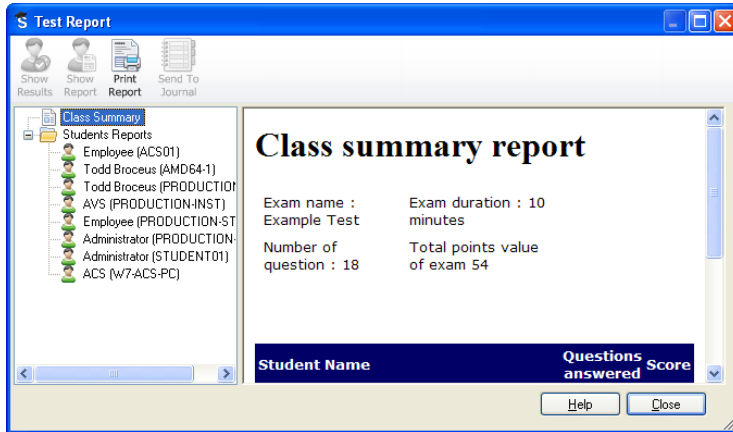 Test Report
Show Results
Show Report
Print Report
Send To Journal
Class Summary
Students Reports
Employee (ACS01)
Todd Broceus (AMD64-1)
Todd Broceus (PRODUCTION
AVS (PRODUCTION-INST)
Employee (PRODUCTION-ST
Administrator (PRODUCTION-
Administrator (STUDENT01)
ACS (W7-ACS-PC)
Class summary report
Exam name :
Example Test
Exam duration : 10
minutes
Number of
question : 18
Total points value
of exam 54
Student Name
Questions
answered
Score
Help
Close